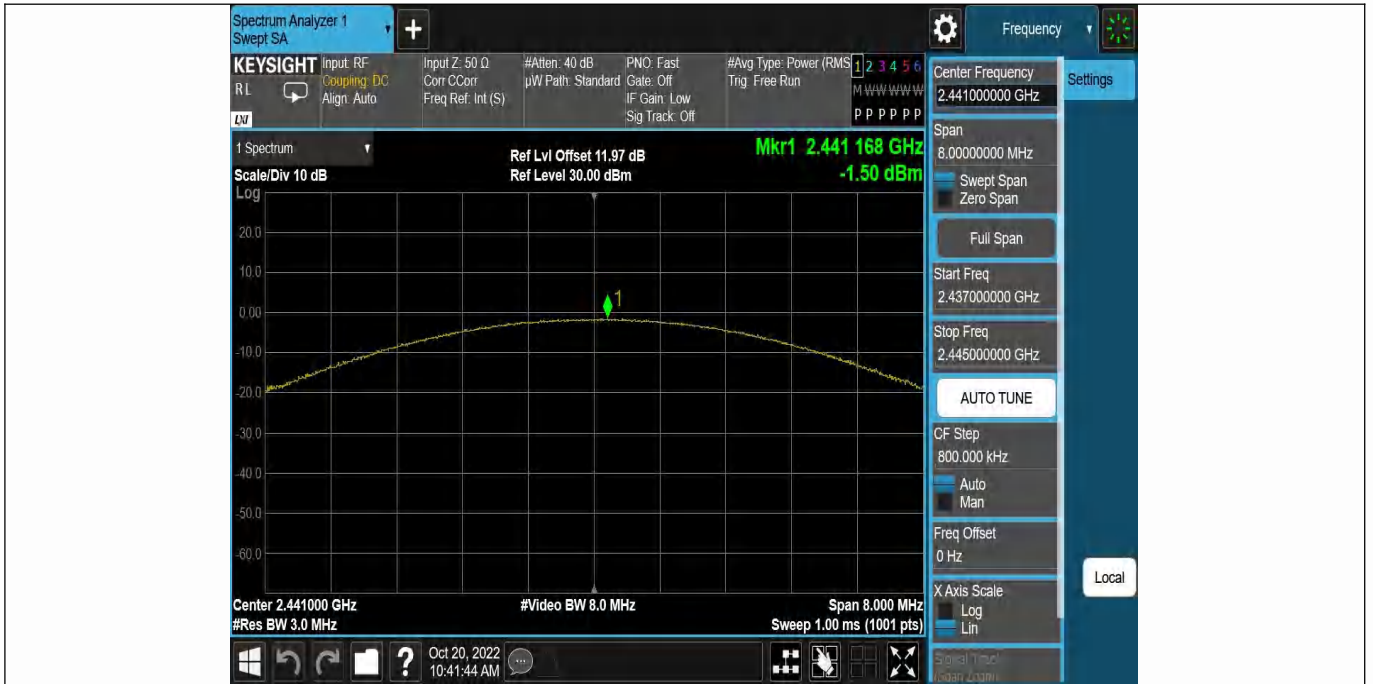 Spectrum Analyzer 1
Swept SA
+
Frequency
KEYSIGHT
RL
LXI
Input: RF
Coupling: DC
Align: Auto
Input Z: 50 Ω
Corr CCorr
Freq Ref: Int (S)
#Atten: 40 dB
µW Path: Standard
PNO: Fast
Gate: Off
IF Gain: Low
Sig Track: Off
#Avg Type: Power (RMS
Trig: Free Run
1 2 3 4 5 6
M W W W W W
P P P P P P
1 Spectrum
Scale/Div 10 dB
Ref Lvl Offset 11.97 dB
Ref Level 30.00 dBm
Mkr1 2.441 168 GHz
-1.50 dBm
Log
20.0
10.0
0.00
-10.0
-20.0
-30.0
-40.0
-50.0
-60.0
1
Center 2.441000 GHz
#Res BW 3.0 MHz
#Video BW 8.0 MHz
Span 8.000 MHz
Sweep 1.00 ms (1001 pts)
Center Frequency
2.441000000 GHz
Settings
Span
8.00000000 MHz
Swept Span
Zero Span
Full Span
Start Freq
2.437000000 GHz
Stop Freq
2.445000000 GHz
AUTO TUNE
CF Step
800.000 kHz
Auto
Man
Freq Offset
0 Hz
X Axis Scale
Log
Lin
Signal Track
(Span Zoom)
Local
?
Oct 20, 2022
10:41:44 AM